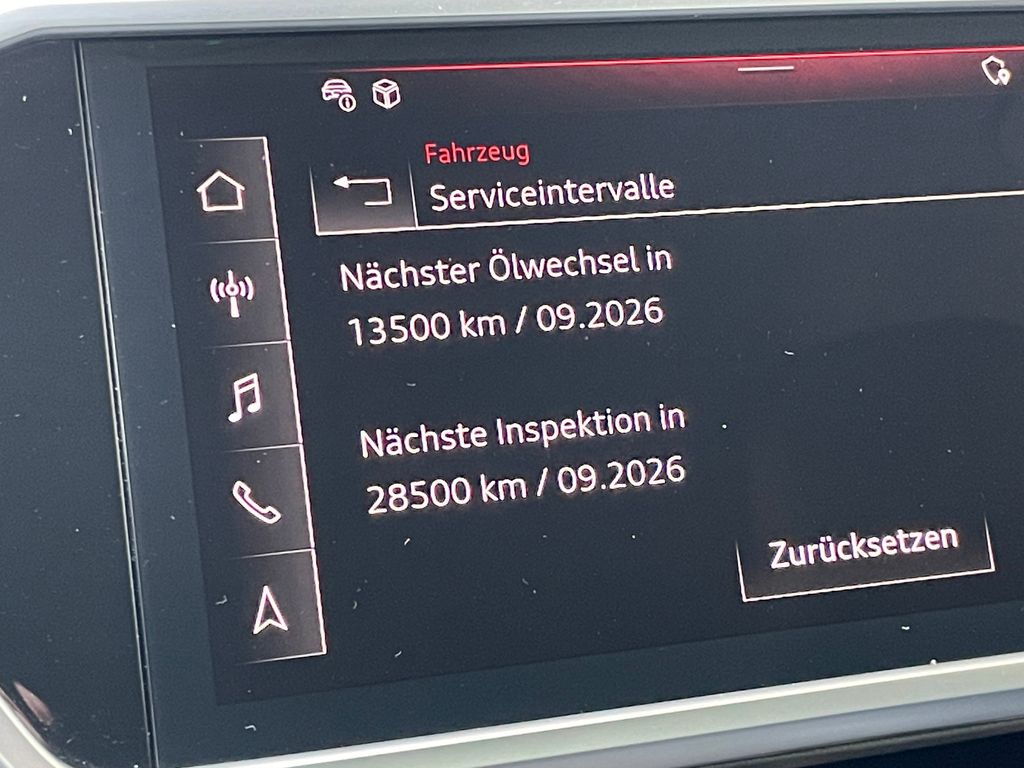 Fahrzeug
Serviceintervalle
Nächster Ölwechsel in
13500 km / 09.2026
Nächste Inspektion in
28500 km / 09.2026
Zurücksetzen